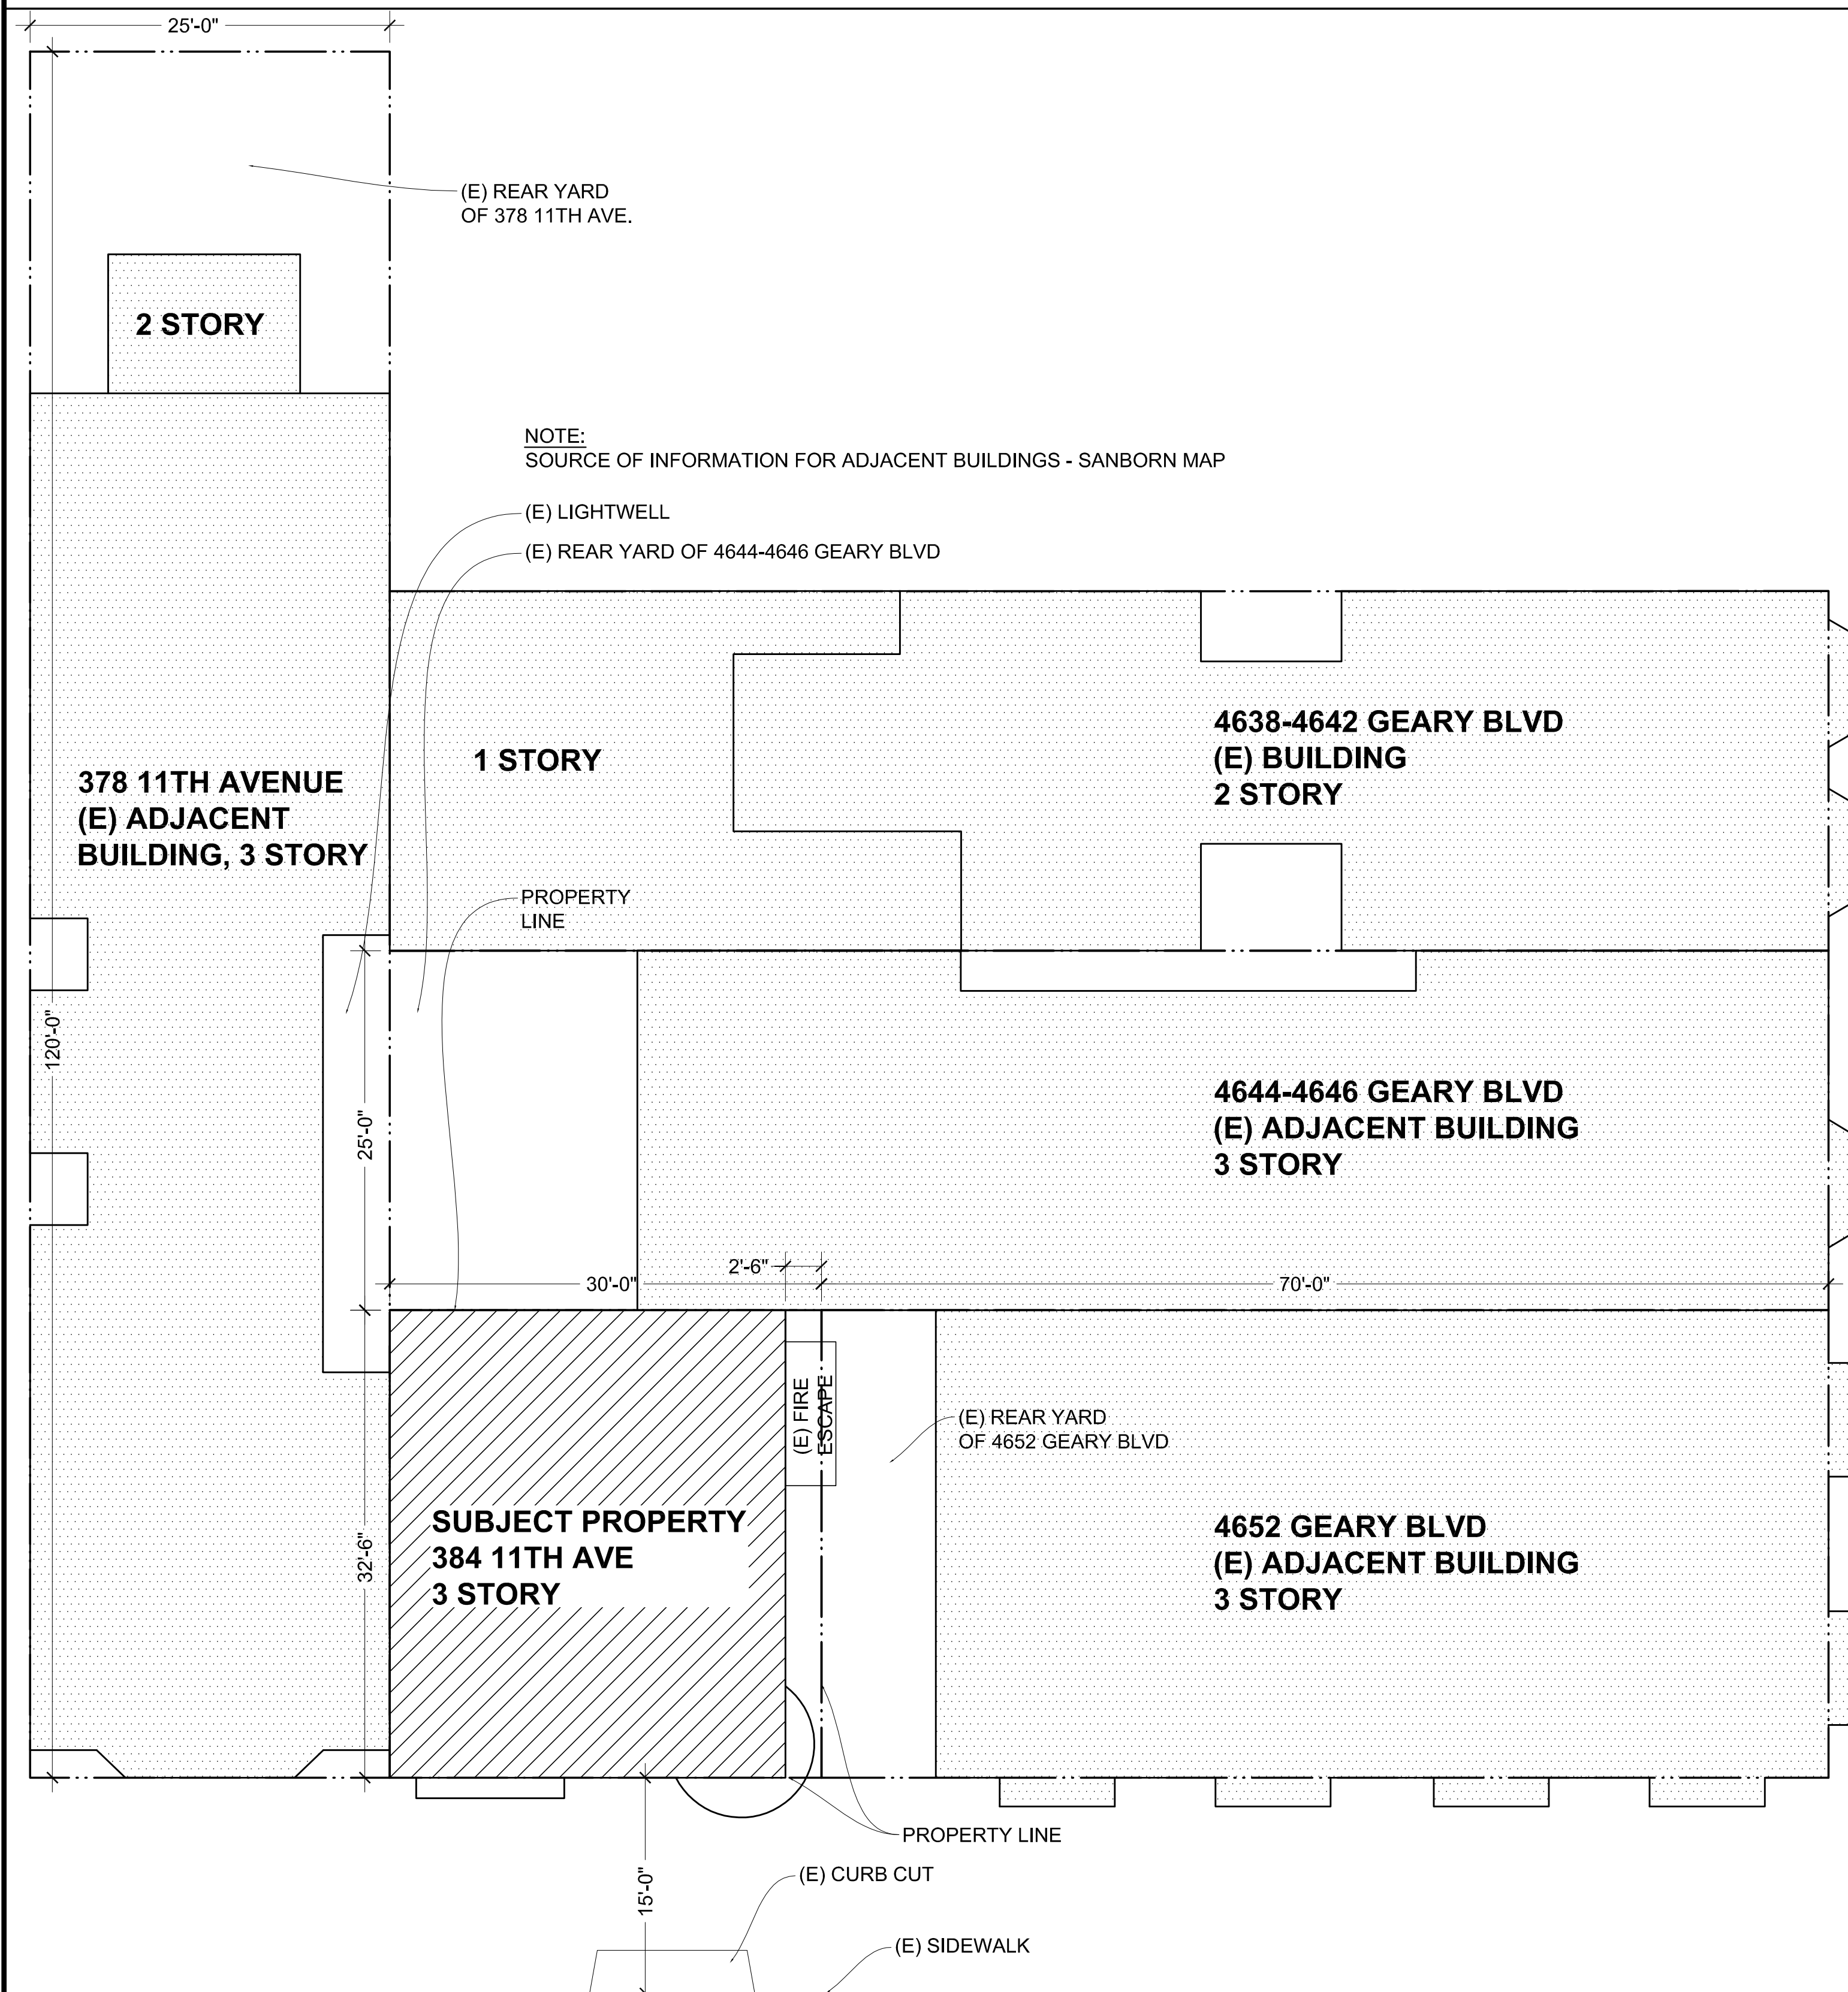 25'-0"
(E) REAR YARD
OF 378 11TH AVE.
2 STORY
NOTE:
SOURCE OF INFORMATION FOR ADJACENT BUILDINGS - SANBORN MAP
(E) LIGHTWELL
(E) REAR YARD OF 4644-4646 GEARY BLVD
4638-4642 GEARY BLVD
(E) BUILDING
2 STORY
1 STORY
378 11TH AVENUE
(E) ADJACENT
BUILDING, 3 STORY
PROPERTY
LINE
120'-0"
25'-0"
4644-4646 GEARY BLVD
(E) ADJACENT BUILDING
3 STORY
2'-6"
30'-0"
70'-0"
(E) FIRE
ESCAPE
(E) REAR YARD
OF 4652 GEARY BLVD
SUBJECT PROPERTY
384 11TH AVE
3 STORY
32'-6"
4652 GEARY BLVD
(E) ADJACENT BUILDING
3 STORY
PROPERTY LINE
(E) CURB CUT
15'-0"
(E) SIDEWALK